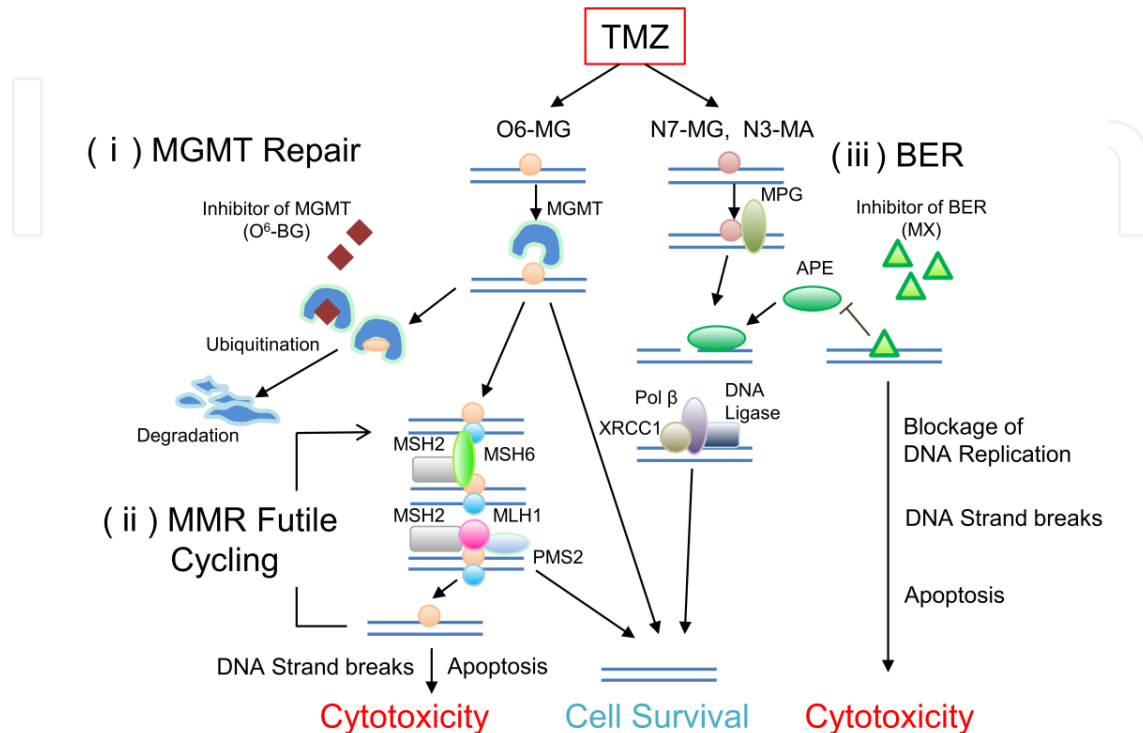 TMZ
O6-MG
N7-MG, N3-MA
( i ) MGMT Repair
(iii) BER
Inhibitor of MGMT
(O⁶-BG)
MGMT
MPG
Inhibitor of BER
(MX)
APE
Ubiquitination
Degradation
Pol β
DNA
Ligase
XRCC1
MSH2
MSH6
Blockage of
DNA Replication
( ii ) MMR Futile
Cycling
MSH2
MLH1
PMS2
DNA Strand breaks
Apoptosis
DNA Strand breaks
Apoptosis
Cytotoxicity
Cell Survival
Cytotoxicity